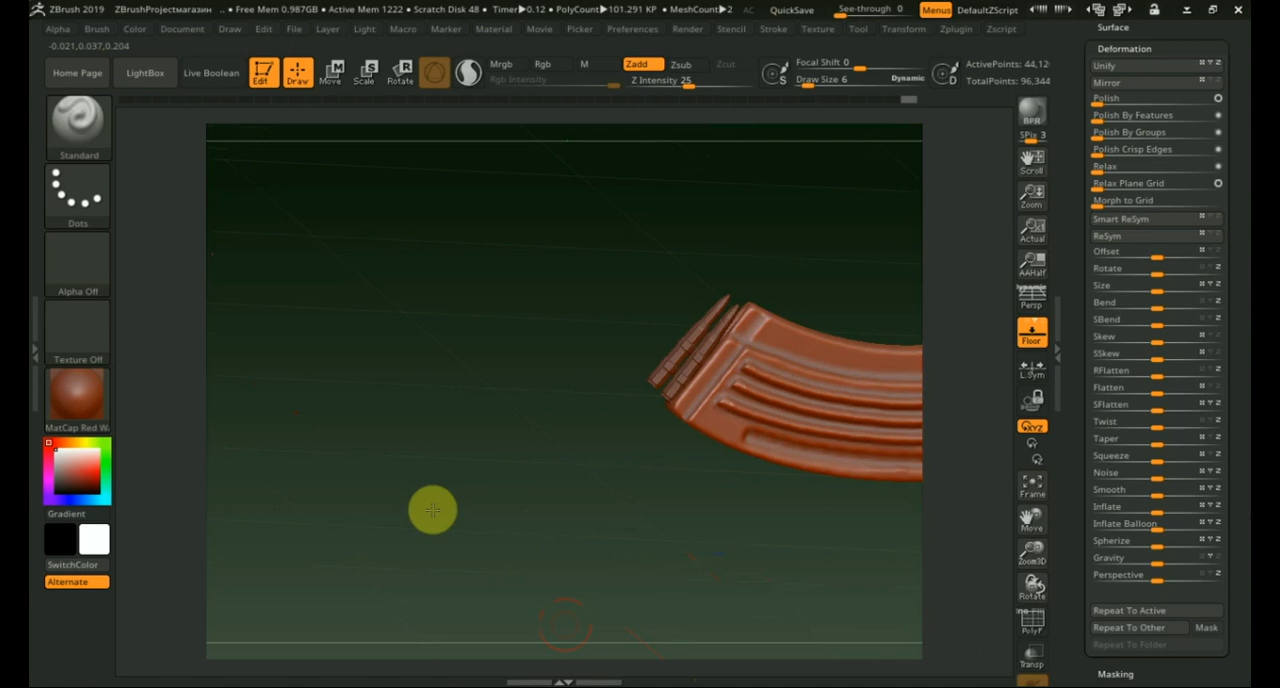 ZBrush 2019 ZBrushProjectмагазин .. • Free Mem 0.987GB • Active Mem 1222 • Scratch Disk 48 • Timer▶0.12 • PolyCount▶101.291 KP • MeshCount▶2 AC QuickSave See-through 0 Menus DefaultZScript
Alpha Brush Color Document Draw Edit File Layer Light Macro Marker Material Movie Picker Preferences Render Stencil Stroke Texture Tool Transform Zplugin Zscript
-0.021,0.037,0.204
Home Page LightBox Live Boolean Edit Draw Move Scale Rotate
Mrgb Rgb M Zadd Zsub
Rgb Intensity Z Intensity 25
Focal Shift 0
Draw Size 6 Dynamic
ActivePoints: 44,12
TotalPoints: 96,344
S
D
Standard
Dots
Alpha Off
Texture Off
MatCap Red Wa
Gradient
SwitchColor
Alternate
BPR
SPix 3
Scroll
Zoom
Actual
AAHalf
Dynamic
Persp
Floor
L.Sym
XYZ
Frame
Move
Zoom3D
Rotate
PolyF
Transp
Surface
Deformation
Unify
Mirror
Polish
Polish By Features
Polish By Groups
Polish Crisp Edges
Relax
Relax Plane Grid
Morph to Grid
Smart ReSym
ReSym
Offset
Rotate
Size
Bend
SBend
Skew
SSkew
RFlatten
Flatten
SFlatten
Twist
Taper
Squeeze
Noise
Smooth
Inflate
Inflate Balloon
Spherize
Gravity
Perspective
Repeat To Active
Repeat To Other Mask
Repeat To Folder
Masking